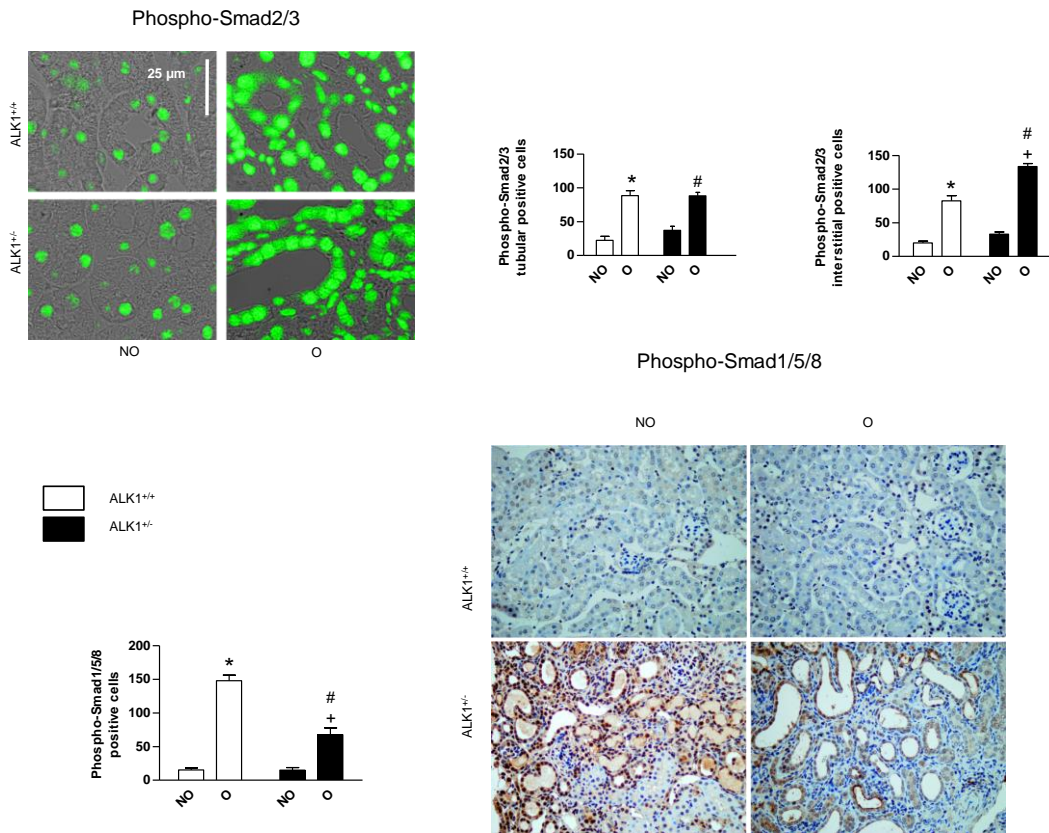 Phospho-Smad2/3
25 µm
ALK1+/+
ALK1+/-
NO
O
Phospho-Smad2/3
tubular positive cells
150
100
50
0
*
#
NO
O
NO
O
Phospho-Smad2/3
interstitial positive cells
150
100
50
0
*
#
+
NO
O
NO
O
Phospho-Smad1/5/8
NO
O
ALK1+/+
ALK1+/-
ALK1+/+
ALK1+/-
Phospho-Smad1/5/8
positive cells
200
150
100
50
0
*
#
+
NO
O
NO
O